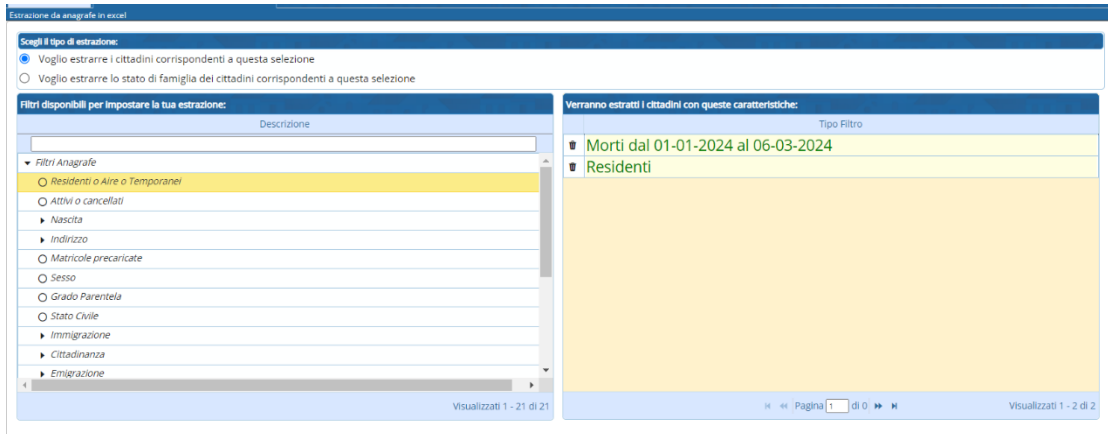 Estrazione da anagrafe in excel
Scegli il tipo di estrazione:
Voglio estrarre i cittadini corrispondenti a questa selezione
Voglio estrarre lo stato di famiglia dei cittadini corrispondenti a questa selezione
Filtri disponibili per impostare la tua estrazione:
Descrizione
Filtri Anagrafe
Residenti o Aire o Temporanei
Attivi o cancellati
Nascita
Indirizzo
Matricole precaricate
Sesso
Grado Parentela
Stato Civile
Immigrazione
Cittadinanza
Emigrazione
Visualizzati 1 - 21 di 21
Verranno estratti i cittadini con queste caratteristiche:
Tipo Filtro
Morti dal 01-01-2024 al 06-03-2024
Residenti
Pagina 1 di 0
Visualizzati 1 - 2 di 2